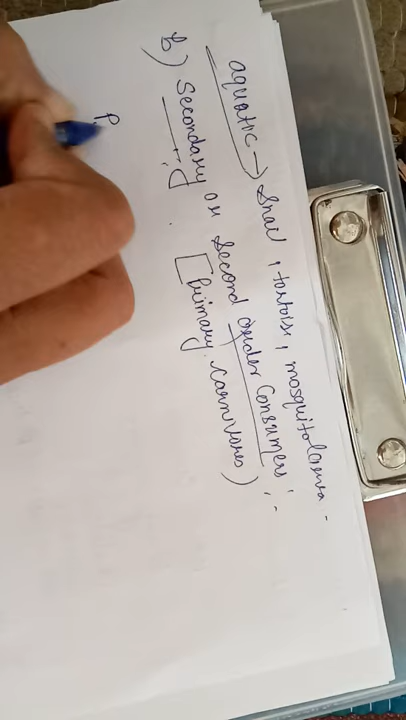 aquatic → Snail, tortoise, mosquito larva -
b) Secondary or Second order Consumers :-
[Primary carnivores)
P